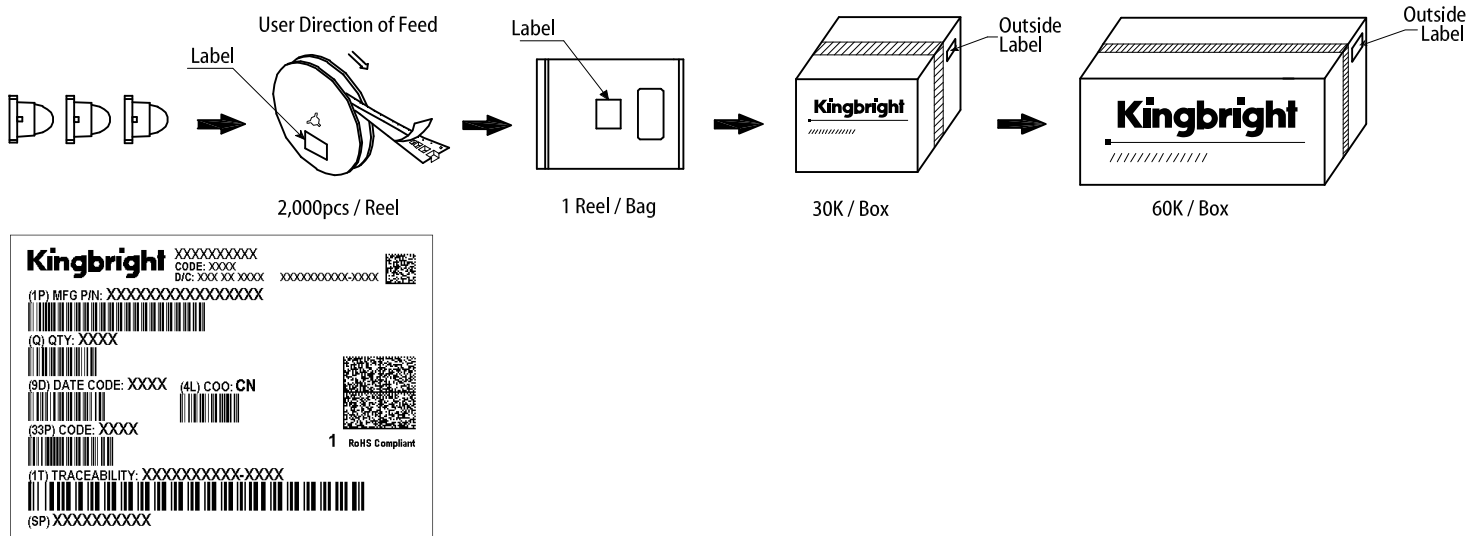 User Direction of Feed
Label
Label
Outside
Label
Outside
Label
Kingbright
Kingbright
2,000pcs / Reel
1 Reel / Bag
30K / Box
60K / Box
Kingbright
XXXXXXXXXX
CODE: XXXX
D/C: XXX XX XXXX
XXXXXXXXXX-XXXX
(1P) MFG P/N: XXXXXXXXXXXXXXXX
(Q) QTY: XXXX
(9D) DATE CODE: XXXX
(4L) COO: CN
(33P) CODE: XXXX
1 RoHS Compliant
(1T) TRACEABILITY: XXXXXXXXXX-XXXX
(SP) XXXXXXXXXX